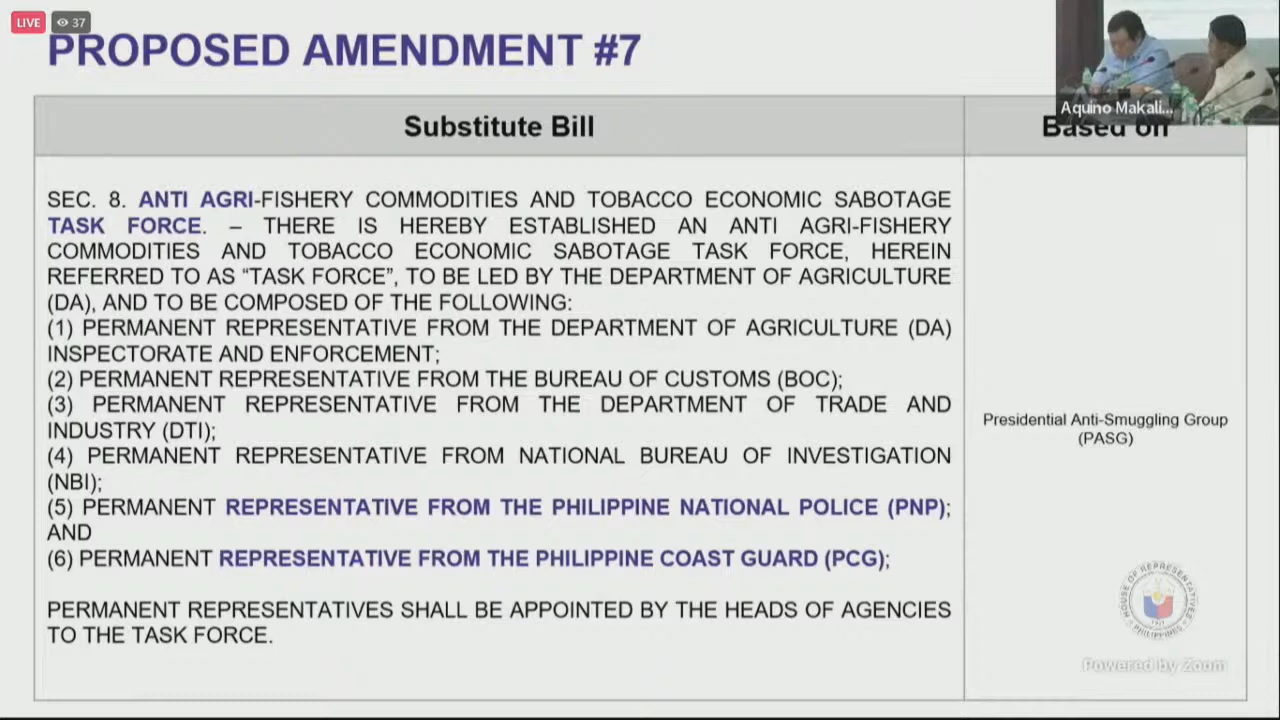 LIVE
37
PROPOSED AMENDMENT #7
Aquino Makali...
Substitute Bill
Based on
SEC. 8. ANTI AGRI-FISHERY COMMODITIES AND TOBACCO ECONOMIC SABOTAGE
TASK FORCE. – THERE IS HEREBY ESTABLISHED AN ANTI AGRI-FISHERY
COMMODITIES AND TOBACCO ECONOMIC SABOTAGE TASK FORCE, HEREIN
REFERRED TO AS “TASK FORCE”, TO BE LED BY THE DEPARTMENT OF AGRICULTURE
(DA), AND TO BE COMPOSED OF THE FOLLOWING:
(1) PERMANENT REPRESENTATIVE FROM THE DEPARTMENT OF AGRICULTURE (DA)
INSPECTORATE AND ENFORCEMENT;
(2) PERMANENT REPRESENTATIVE FROM THE BUREAU OF CUSTOMS (BOC);
(3) PERMANENT REPRESENTATIVE FROM THE DEPARTMENT OF TRADE AND
INDUSTRY (DTI);
(4) PERMANENT REPRESENTATIVE FROM NATIONAL BUREAU OF INVESTIGATION
(NBI);
(5) PERMANENT REPRESENTATIVE FROM THE PHILIPPINE NATIONAL POLICE (PNP);
AND
(6) PERMANENT REPRESENTATIVE FROM THE PHILIPPINE COAST GUARD (PCG);
PERMANENT REPRESENTATIVES SHALL BE APPOINTED BY THE HEADS OF AGENCIES
TO THE TASK FORCE.
Presidential Anti-Smuggling Group
(PASG)
HOUSE OF REPRESENTATIVES
PHILIPPINES
Powered by Zoom